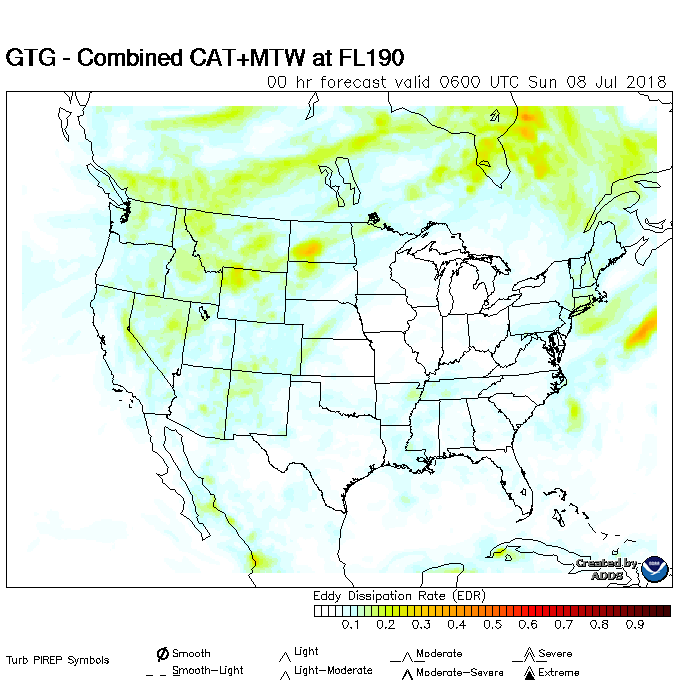 GTG - Combined CAT+MTW at FL190
00 hr forecast valid 0600 UTC Sun 08 Jul 2018
Created by
ADDS
Eddy Dissipation Rate (EDR)
0.1 0.2 0.3 0.4 0.5 0.6 0.7 0.8 0.9
Turb PIREP Symbols
Smooth Light Moderate Severe
Smooth-Light Light-Moderate Moderate-Severe Extreme